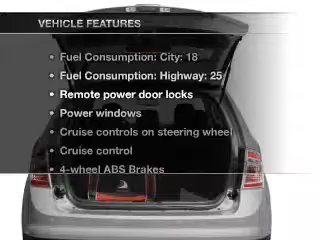 VEHICLE FEATURES
• Fuel Consumption: City: 18
• Fuel Consumption: Highway: 25
• Remote power door locks
• Power windows
• Cruise controls on steering wheel
• Cruise control
• 4-wheel ABS Brakes